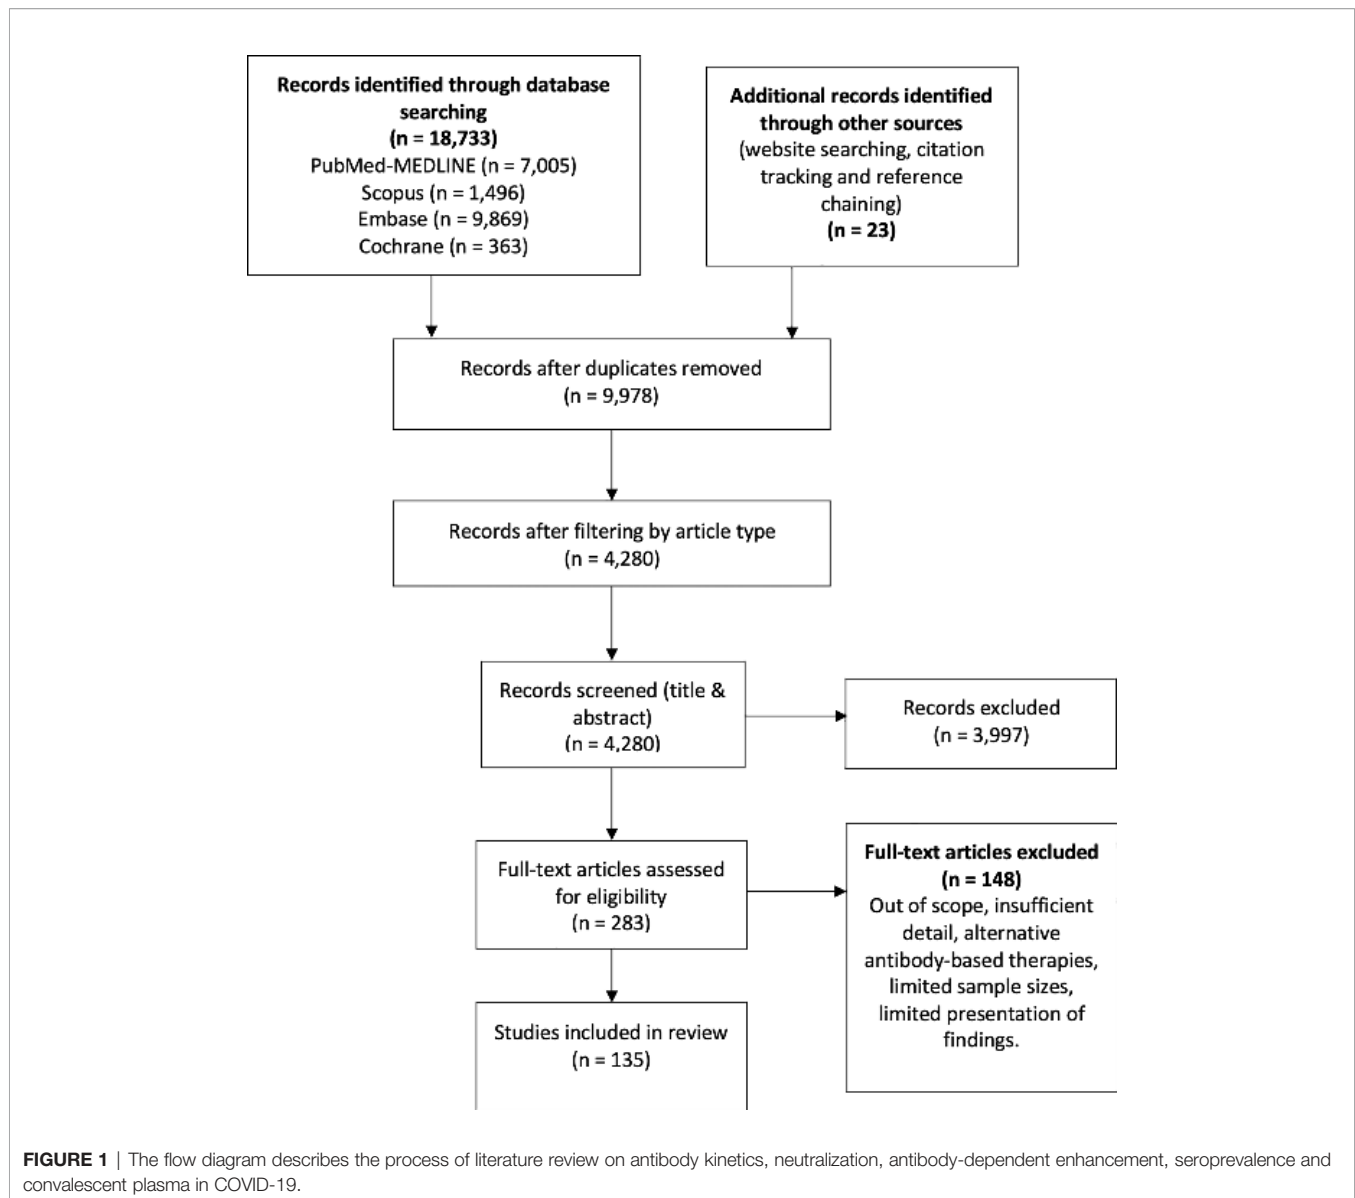 Records identified through database
searching
(n = 18,733)
PubMed-MEDLINE (n = 7,005)
Scopus (n = 1,496)
Embase (n = 9,869)
Cochrane (n = 363)
Additional records identified
through other sources
(website searching, citation
tracking and reference
chaining)
(n = 23)
Records after duplicates removed
(n = 9,978)
Records after filtering by article type
(n = 4,280)
Records screened (title &
abstract)
(n = 4,280)
Records excluded
(n = 3,997)
Full-text articles assessed
for eligibility
(n = 283)
Full-text articles excluded
(n = 148)
Out of scope, insufficient
detail, alternative
antibody-based therapies,
limited sample sizes,
limited presentation of
findings.
Studies included in review
(n = 135)
FIGURE 1 | The flow diagram describes the process of literature review on antibody kinetics, neutralization, antibody-dependent enhancement, seroprevalence and
convalescent plasma in COVID-19.